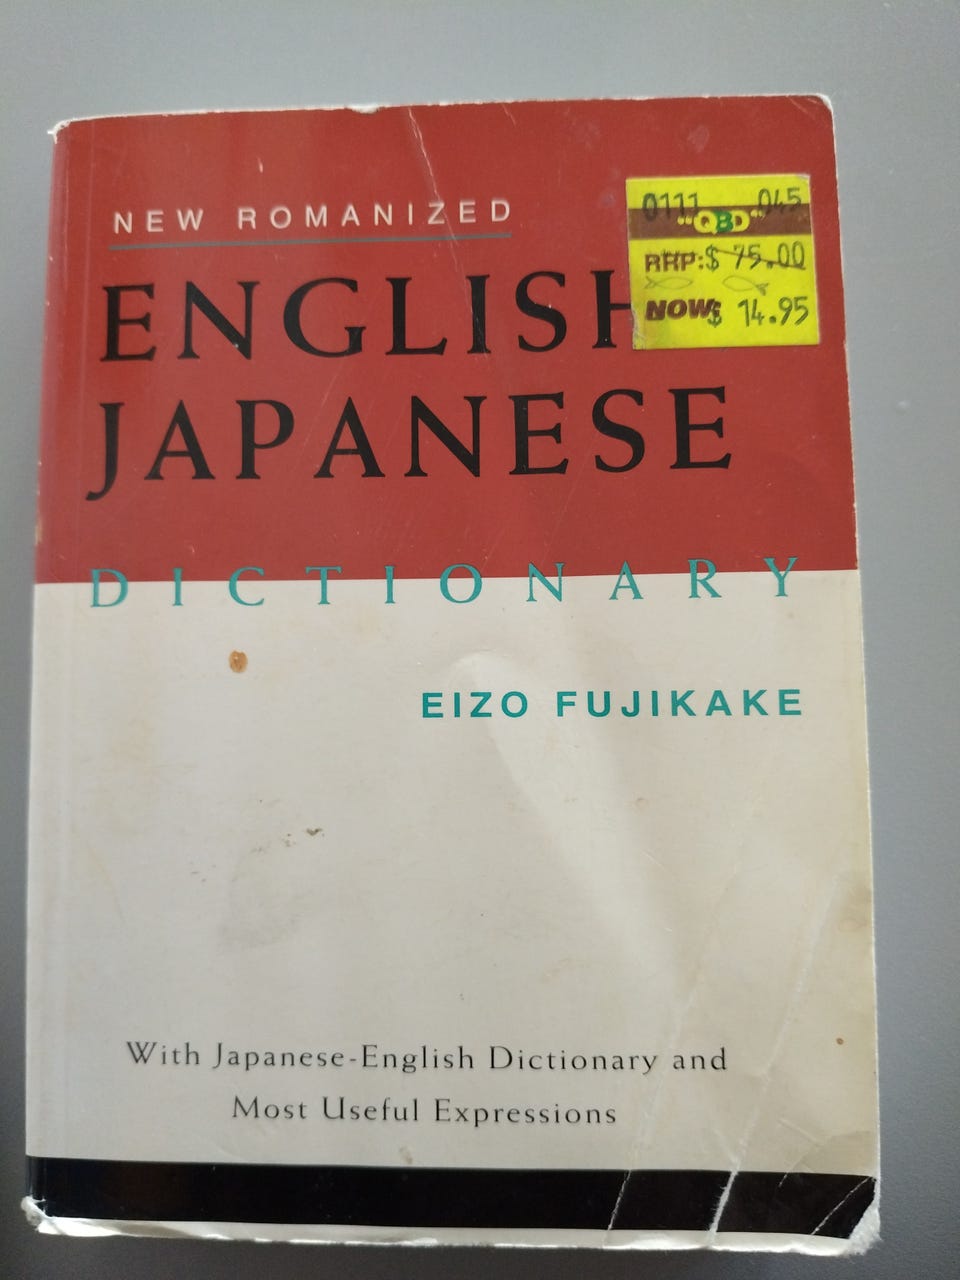 NEW ROMANIZED
ENGLISH
JAPANESE
DICTIONARY
EIZO FUJIKAKE
With Japanese-English Dictionary and
Most Useful Expressions
0111 045
"QBD"
RRP:$ 75.00
NOW:$ 14.95